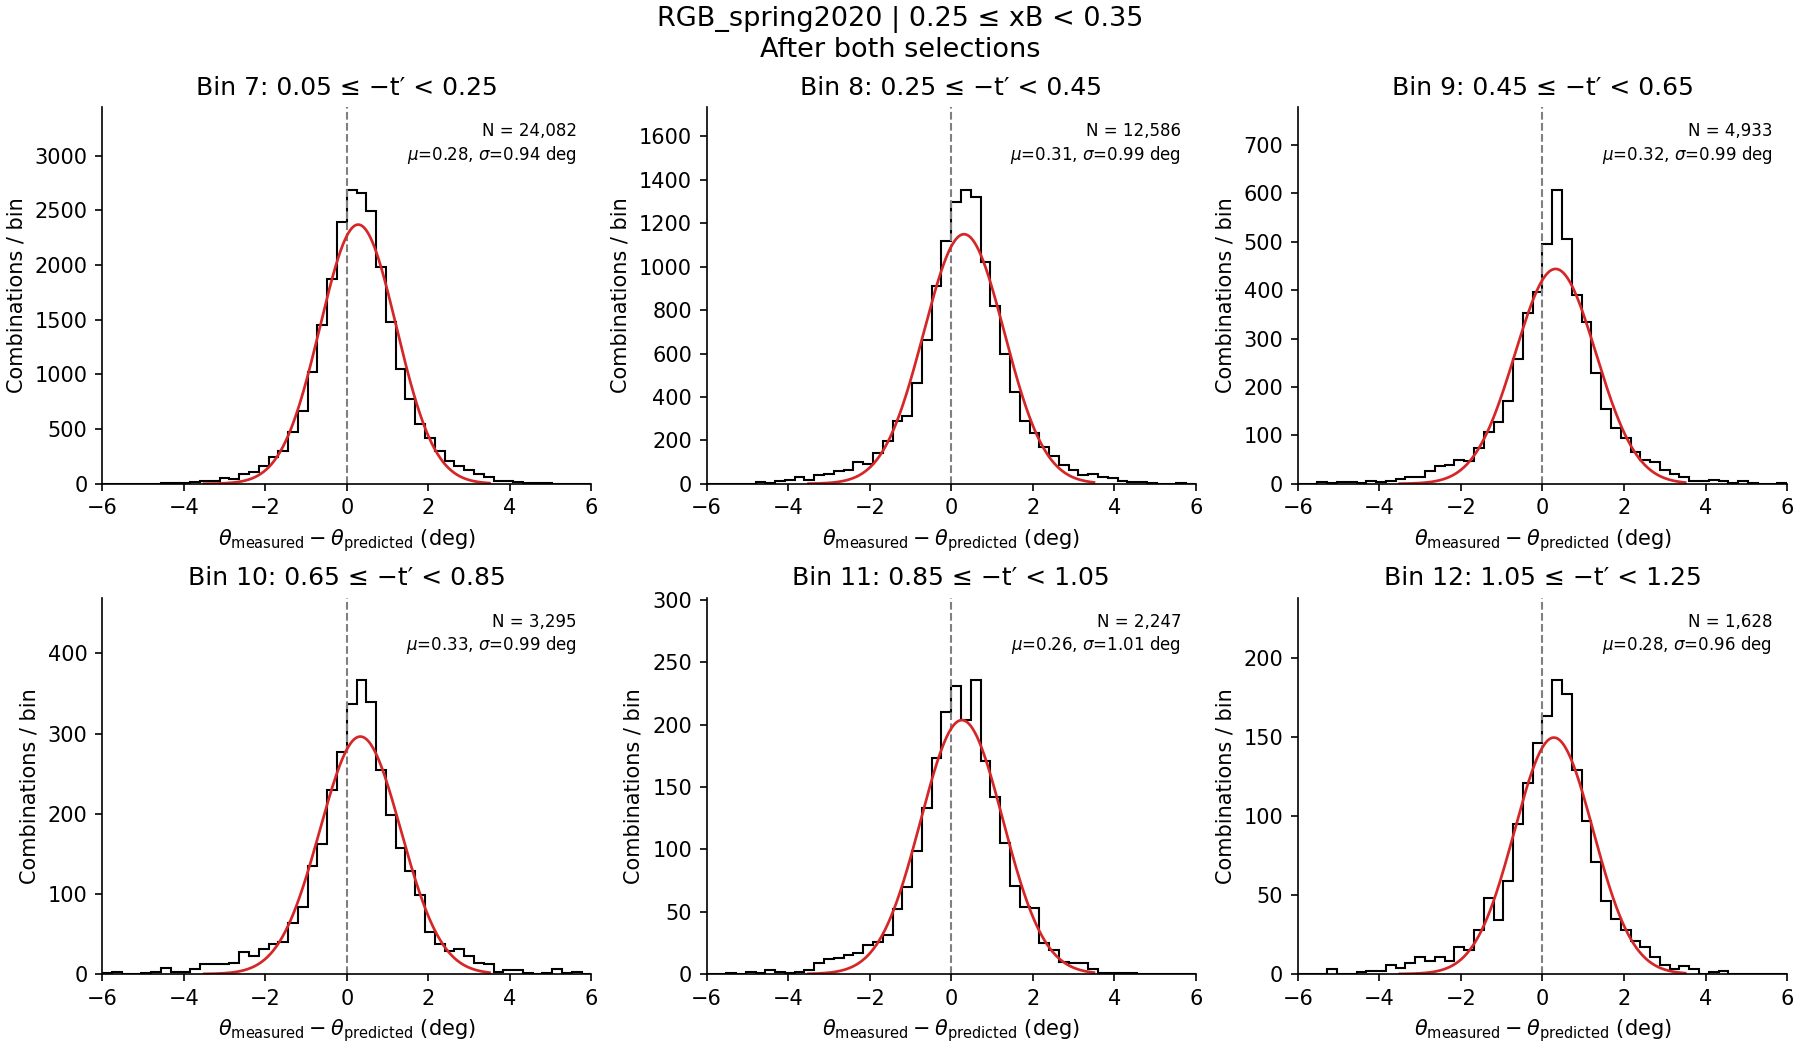 RGB_spring2020 | 0.25 ≤ xB < 0.35
After both selections
Bin 7: 0.05 ≤ −t′ < 0.25
N = 24,082
μ=0.28, σ=0.94 deg
Combinations / bin
3000
2500
2000
1500
1000
500
0
−6 −4 −2 0 2 4 6
θmeasured − θpredicted (deg)
Bin 8: 0.25 ≤ −t′ < 0.45
N = 12,586
μ=0.31, σ=0.99 deg
Combinations / bin
1600
1400
1200
1000
800
600
400
200
0
−6 −4 −2 0 2 4 6
θmeasured − θpredicted (deg)
Bin 9: 0.45 ≤ −t′ < 0.65
N = 4,933
μ=0.32, σ=0.99 deg
Combinations / bin
700
600
500
400
300
200
100
0
−6 −4 −2 0 2 4 6
θmeasured − θpredicted (deg)
Bin 10: 0.65 ≤ −t′ < 0.85
N = 3,295
μ=0.33, σ=0.99 deg
Combinations / bin
400
300
200
100
0
−6 −4 −2 0 2 4 6
θmeasured − θpredicted (deg)
Bin 11: 0.85 ≤ −t′ < 1.05
N = 2,247
μ=0.26, σ=1.01 deg
Combinations / bin
300
250
200
150
100
50
0
−6 −4 −2 0 2 4 6
θmeasured − θpredicted (deg)
Bin 12: 1.05 ≤ −t′ < 1.25
N = 1,628
μ=0.28, σ=0.96 deg
Combinations / bin
200
150
100
50
0
−6 −4 −2 0 2 4 6
θmeasured − θpredicted (deg)